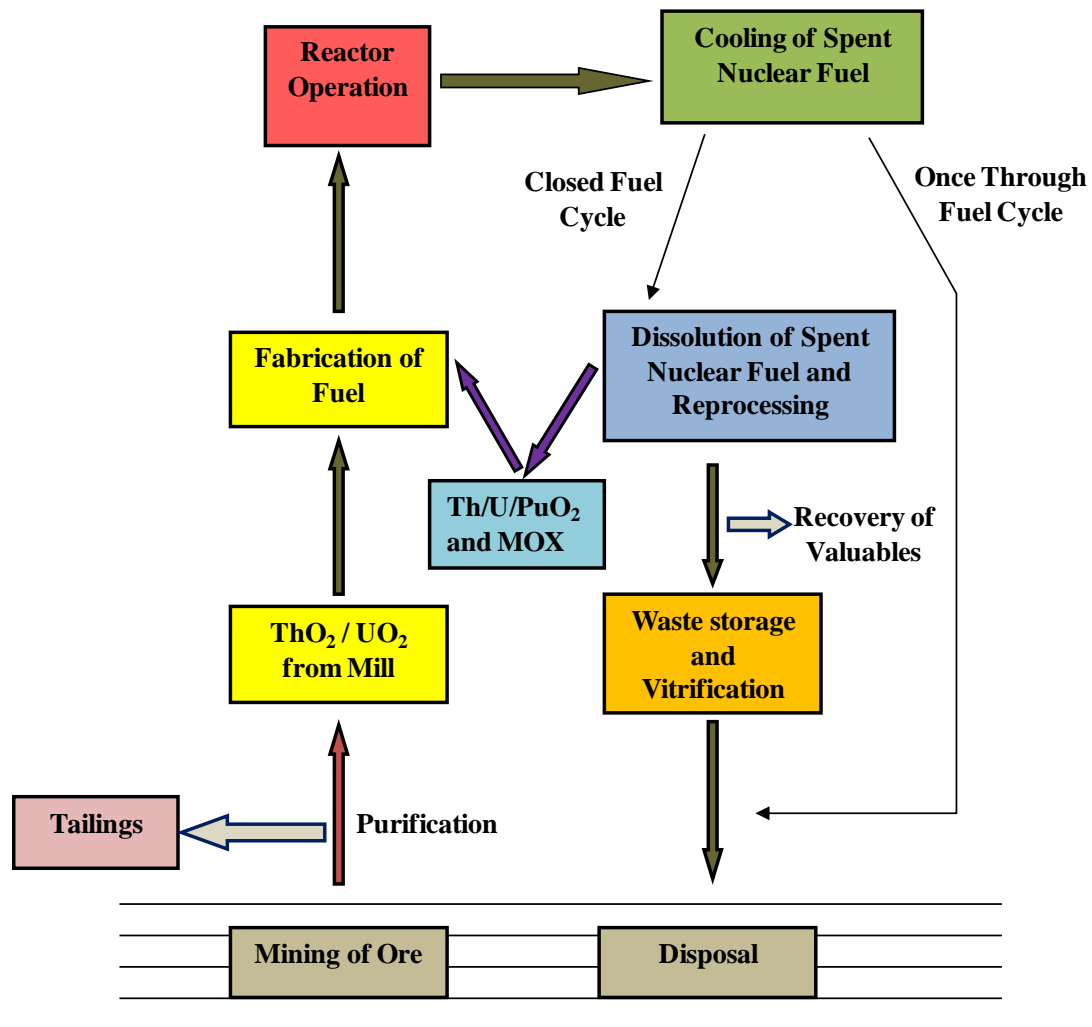 Reactor
Operation
Cooling of Spent
Nuclear Fuel
Closed Fuel
Cycle
Once Through
Fuel Cycle
Fabrication of
Fuel
Dissolution of Spent
Nuclear Fuel and
Reprocessing
Th/U/PuO₂
and MOX
Recovery of
Valuables
ThO₂ / UO₂
from Mill
Waste storage
and
Vitrification
Tailings
Purification
Mining of Ore
Disposal